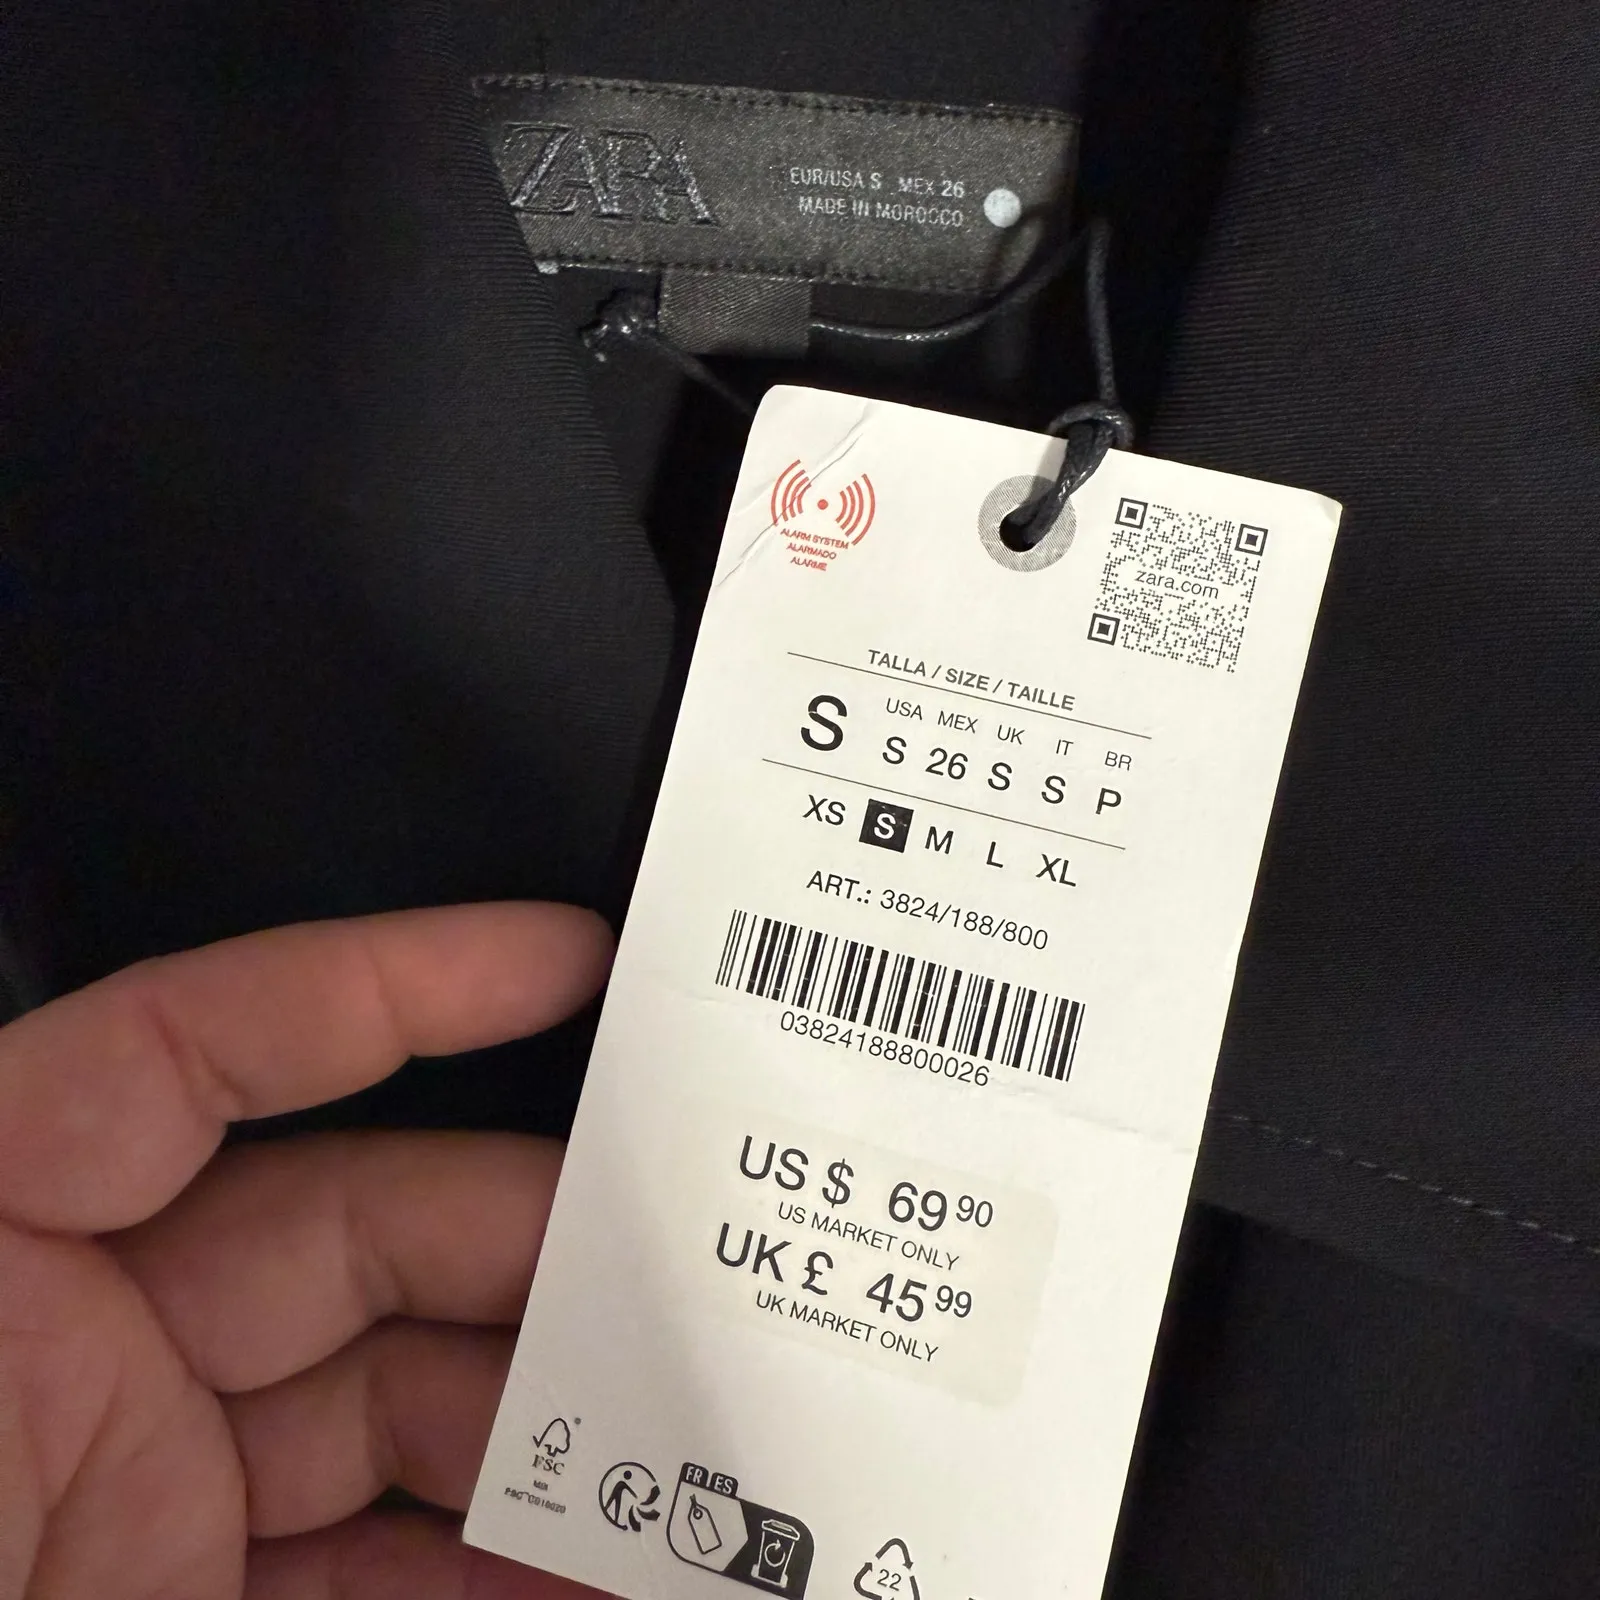 ZARA
EUR/USA S MEX 26
MADE IN MOROCCO
ALARM SYSTEM
ALARMADO
ALARME
zara.com
TALLA / SIZE / TAILLE
S
USA MEX UK IT BR
S 26 S S P
XS S M L XL
ART.: 3824/188/800
03824188800026
US $ 69 90
US MARKET ONLY
UK £ 45 99
UK MARKET ONLY
FSC
FR ES
22